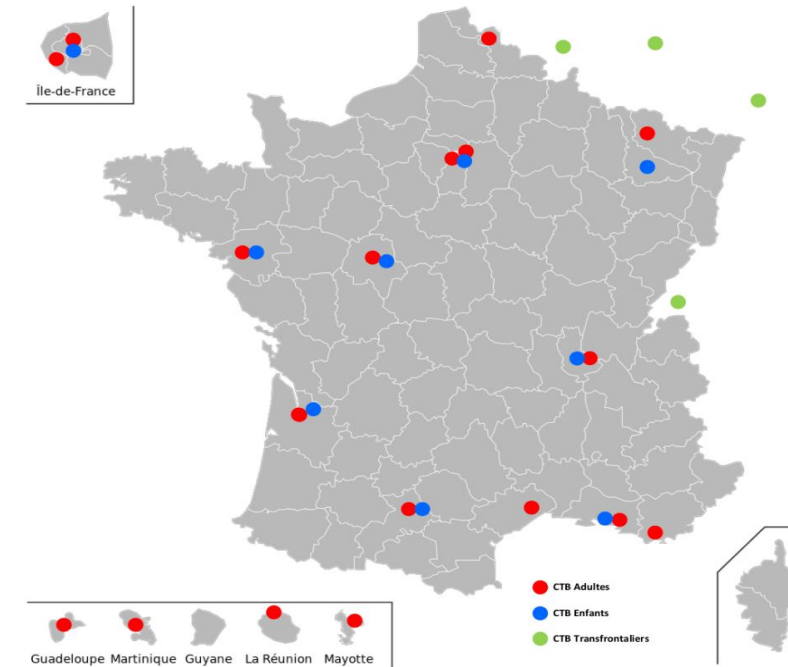 Île-de-France
CTB Adultes
CTB Enfants
CTB Transfrontaliers
Guadeloupe Martinique Guyane La Réunion Mayotte